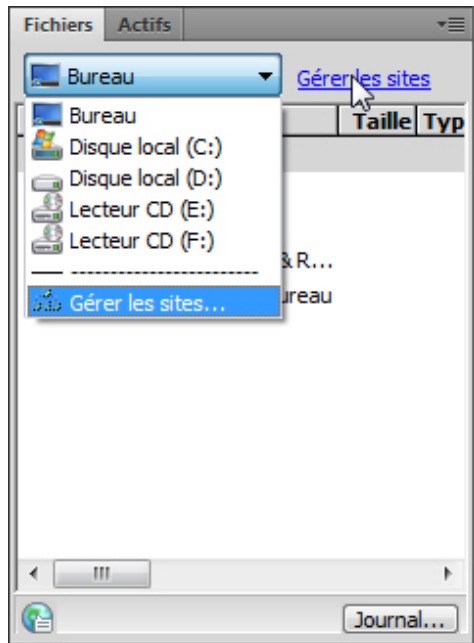 Fichiers Actifs
Bureau Gérer les sites
Bureau Taille Typ
Disque local (C:)
Disque local (D:)
Lecteur CD (E:)
Lecteur CD (F:)
& R...
---
Gérer les sites... ureau
Journal...